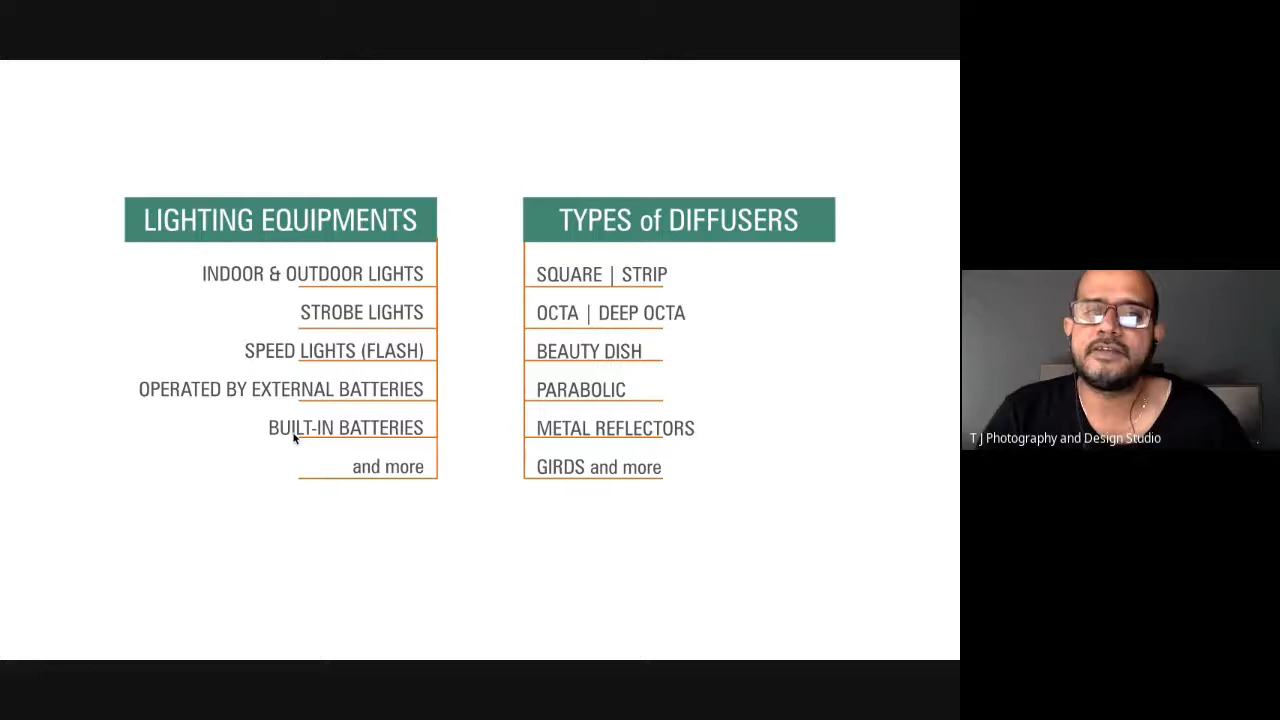 LIGHTING EQUIPMENTS
INDOOR & OUTDOOR LIGHTS
STROBE LIGHTS
SPEED LIGHTS (FLASH)
OPERATED BY EXTERNAL BATTERIES
BUILT-IN BATTERIES
and more
TYPES of DIFFUSERS
SQUARE | STRIP
OCTA | DEEP OCTA
BEAUTY DISH
PARABOLIC
METAL REFLECTORS
GIRDS and more
T J Photography and Design Studio